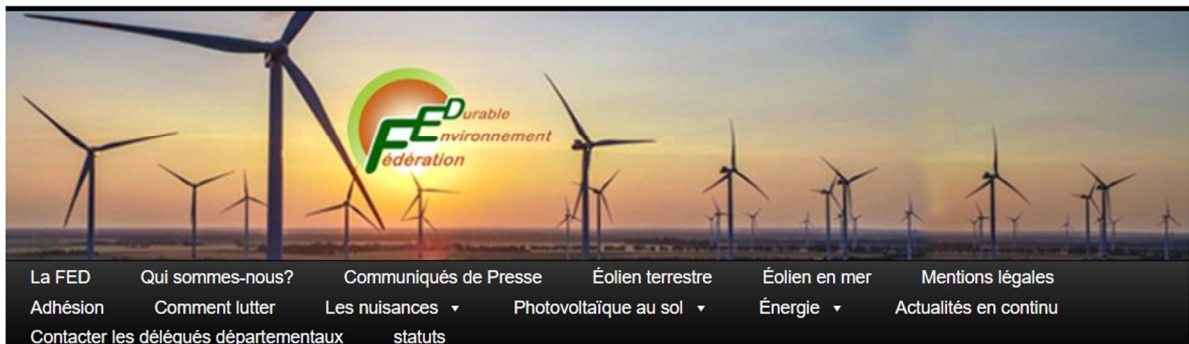 Durable
Environnement
Fédération
La FED Qui sommes-nous? Communiqués de Presse Éolien terrestre Éolien en mer Mentions légales
Adhésion Comment lutter Les nuisances Photovoltaïque au sol Énergie Actualités en continu
Contacter les délégués départementaux statuts